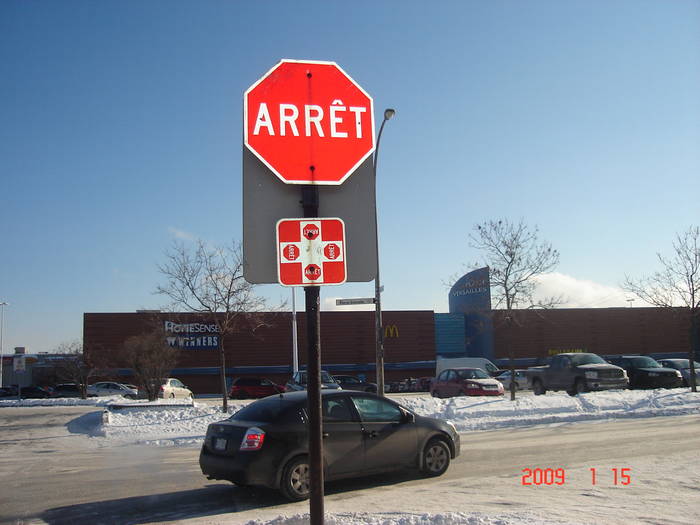 ARRÊT
ARRÊT
ARRÊT
ARRÊT
ARRÊT
VERSAILLES
HOMESENSE
WINNERS
2009 1 15